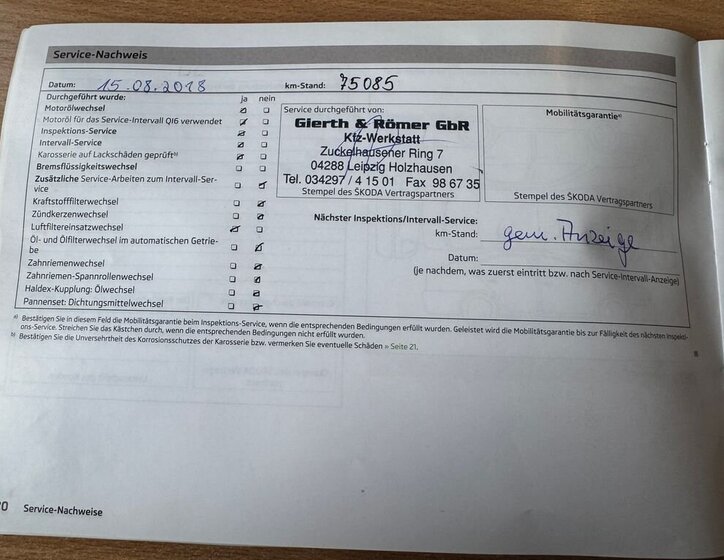 Service-Nachweis
Datum: 15.08.2018 km-Stand: 75085
Durchgeführt wurde: ja nein
Motorölwechsel
Motoröl für das Service-Intervall QI6 verwendet
Inspektions-Service
Intervall-Service
Karosserie auf Lackschäden geprüftb)
Bremsflüssigkeitswechsel
Zusätzliche Service-Arbeiten zum Intervall-Ser-
vice
Kraftstofffilterwechsel
Zündkerzenwechsel
Luftfiltereinsatzwechsel
Öl- und Ölfilterwechsel im automatischen Getrie-
be
Zahnriemenwechsel
Zahnriemen-Spannrollenwechsel
Haldex-Kupplung: Ölwechsel
Pannenset: Dichtungsmittelwechsel
Service durchgeführt von:
Gierth & Römer GbR
Kfz-Werkstatt
Zuckelhausener Ring 7
04288 Leipzig Holzhausen
Tel. 034297 / 4 15 01 Fax 98 67 35
Stempel des ŠKODA Vertragspartners
Mobilitätsgarantiea)
Stempel des ŠKODA Vertragspartners
Nächster Inspektions/Intervall-Service:
km-Stand: gem. Anzeige
Datum:
(je nachdem, was zuerst eintritt bzw. nach Service-Intervall-Anzeige)
a) Bestätigen Sie in diesem Feld die Mobilitätsgarantie beim Inspektions-Service, wenn die entsprechenden Bedingungen erfüllt wurden. Geleistet wird die Mobilitätsgarantie bis zur Fälligkeit des nächsten Inspekti-
ons-Service. Streichen Sie das Kästchen durch, wenn die entsprechenden Bedingungen nicht erfüllt wurden.
b) Bestätigen Sie die Unversehrtheit des Korrosionsschutzes der Karosserie bzw. vermerken Sie eventuelle Schäden » Seite 21.
Service-Nachweise